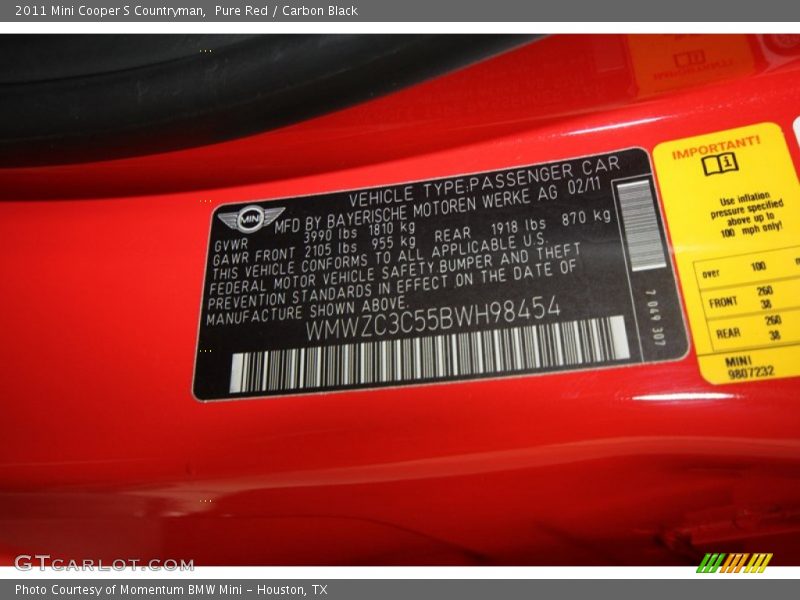 2011 Mini Cooper S Countryman, Pure Red / Carbon Black
MINI
VEHICLE TYPE:PASSENGER CAR
MFD BY BAYERISCHE MOTOREN WERKE AG 02/11
GVWR 3990 lbs 1810 kg
GAWR FRONT 2105 lbs 955 kg REAR 1918 lbs 870 kg
THIS VEHICLE CONFORMS TO ALL APPLICABLE U.S.
FEDERAL MOTOR VEHICLE SAFETY,BUMPER AND THEFT
PREVENTION STANDARDS IN EFFECT ON THE DATE OF
MANUFACTURE SHOWN ABOVE.
WMWZC3C55BWH98454
7 049 307
IMPORTANT!
Use inflation
pressure specified
above up to
100 mph only!
over 100
FRONT 260
38
REAR 260
38
MINI
9807232
GTCARLOT.COM
Photo Courtesy of Momentum BMW Mini - Houston, TX